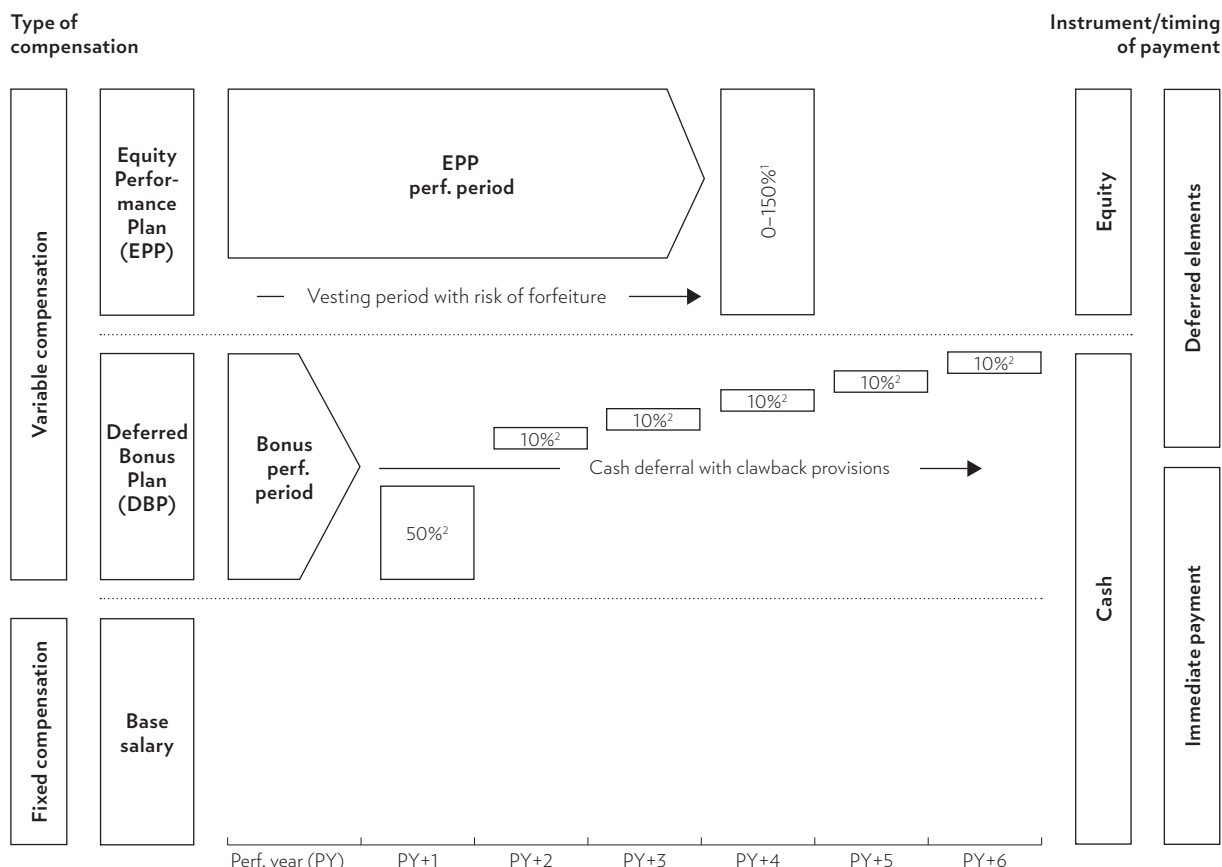 Type of
compensation
Instrument/timing
of payment
Variable compensation
Equity
Perfor-
mance
Plan
(EPP)
EPP
perf. period
0–150%¹
Vesting period with risk of forfeiture
Equity
Deferred elements
Deferred
Bonus
Plan
(DBP)
Bonus
perf.
period
50%²
10%²
10%²
10%²
10%²
10%²
Cash deferral with clawback provisions
Cash
Immediate payment
Fixed compensation
Base
salary
Perf. year (PY)
PY+1
PY+2
PY+3
PY+4
PY+5
PY+6